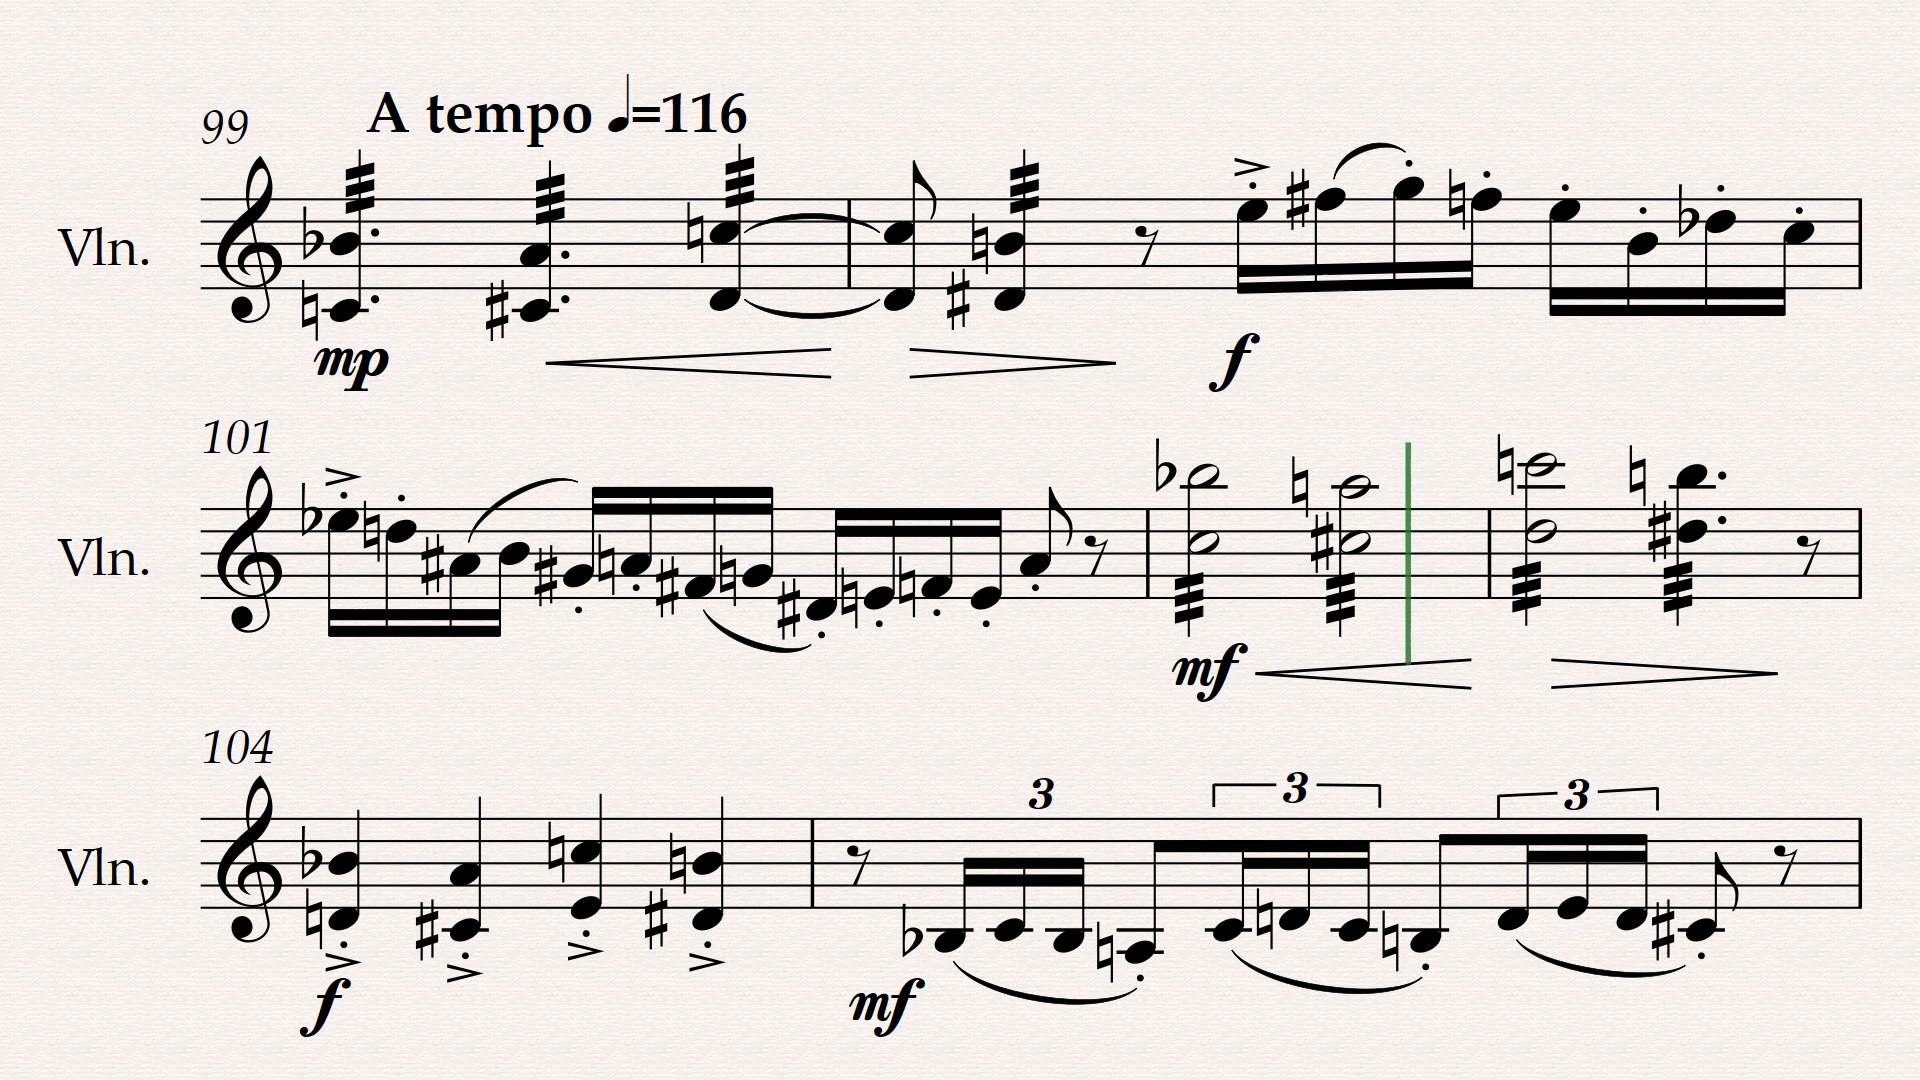 A tempo ♩=116
99
Vln.
mp
f
101
Vln.
mf
104
3
3
3
Vln.
f
mf